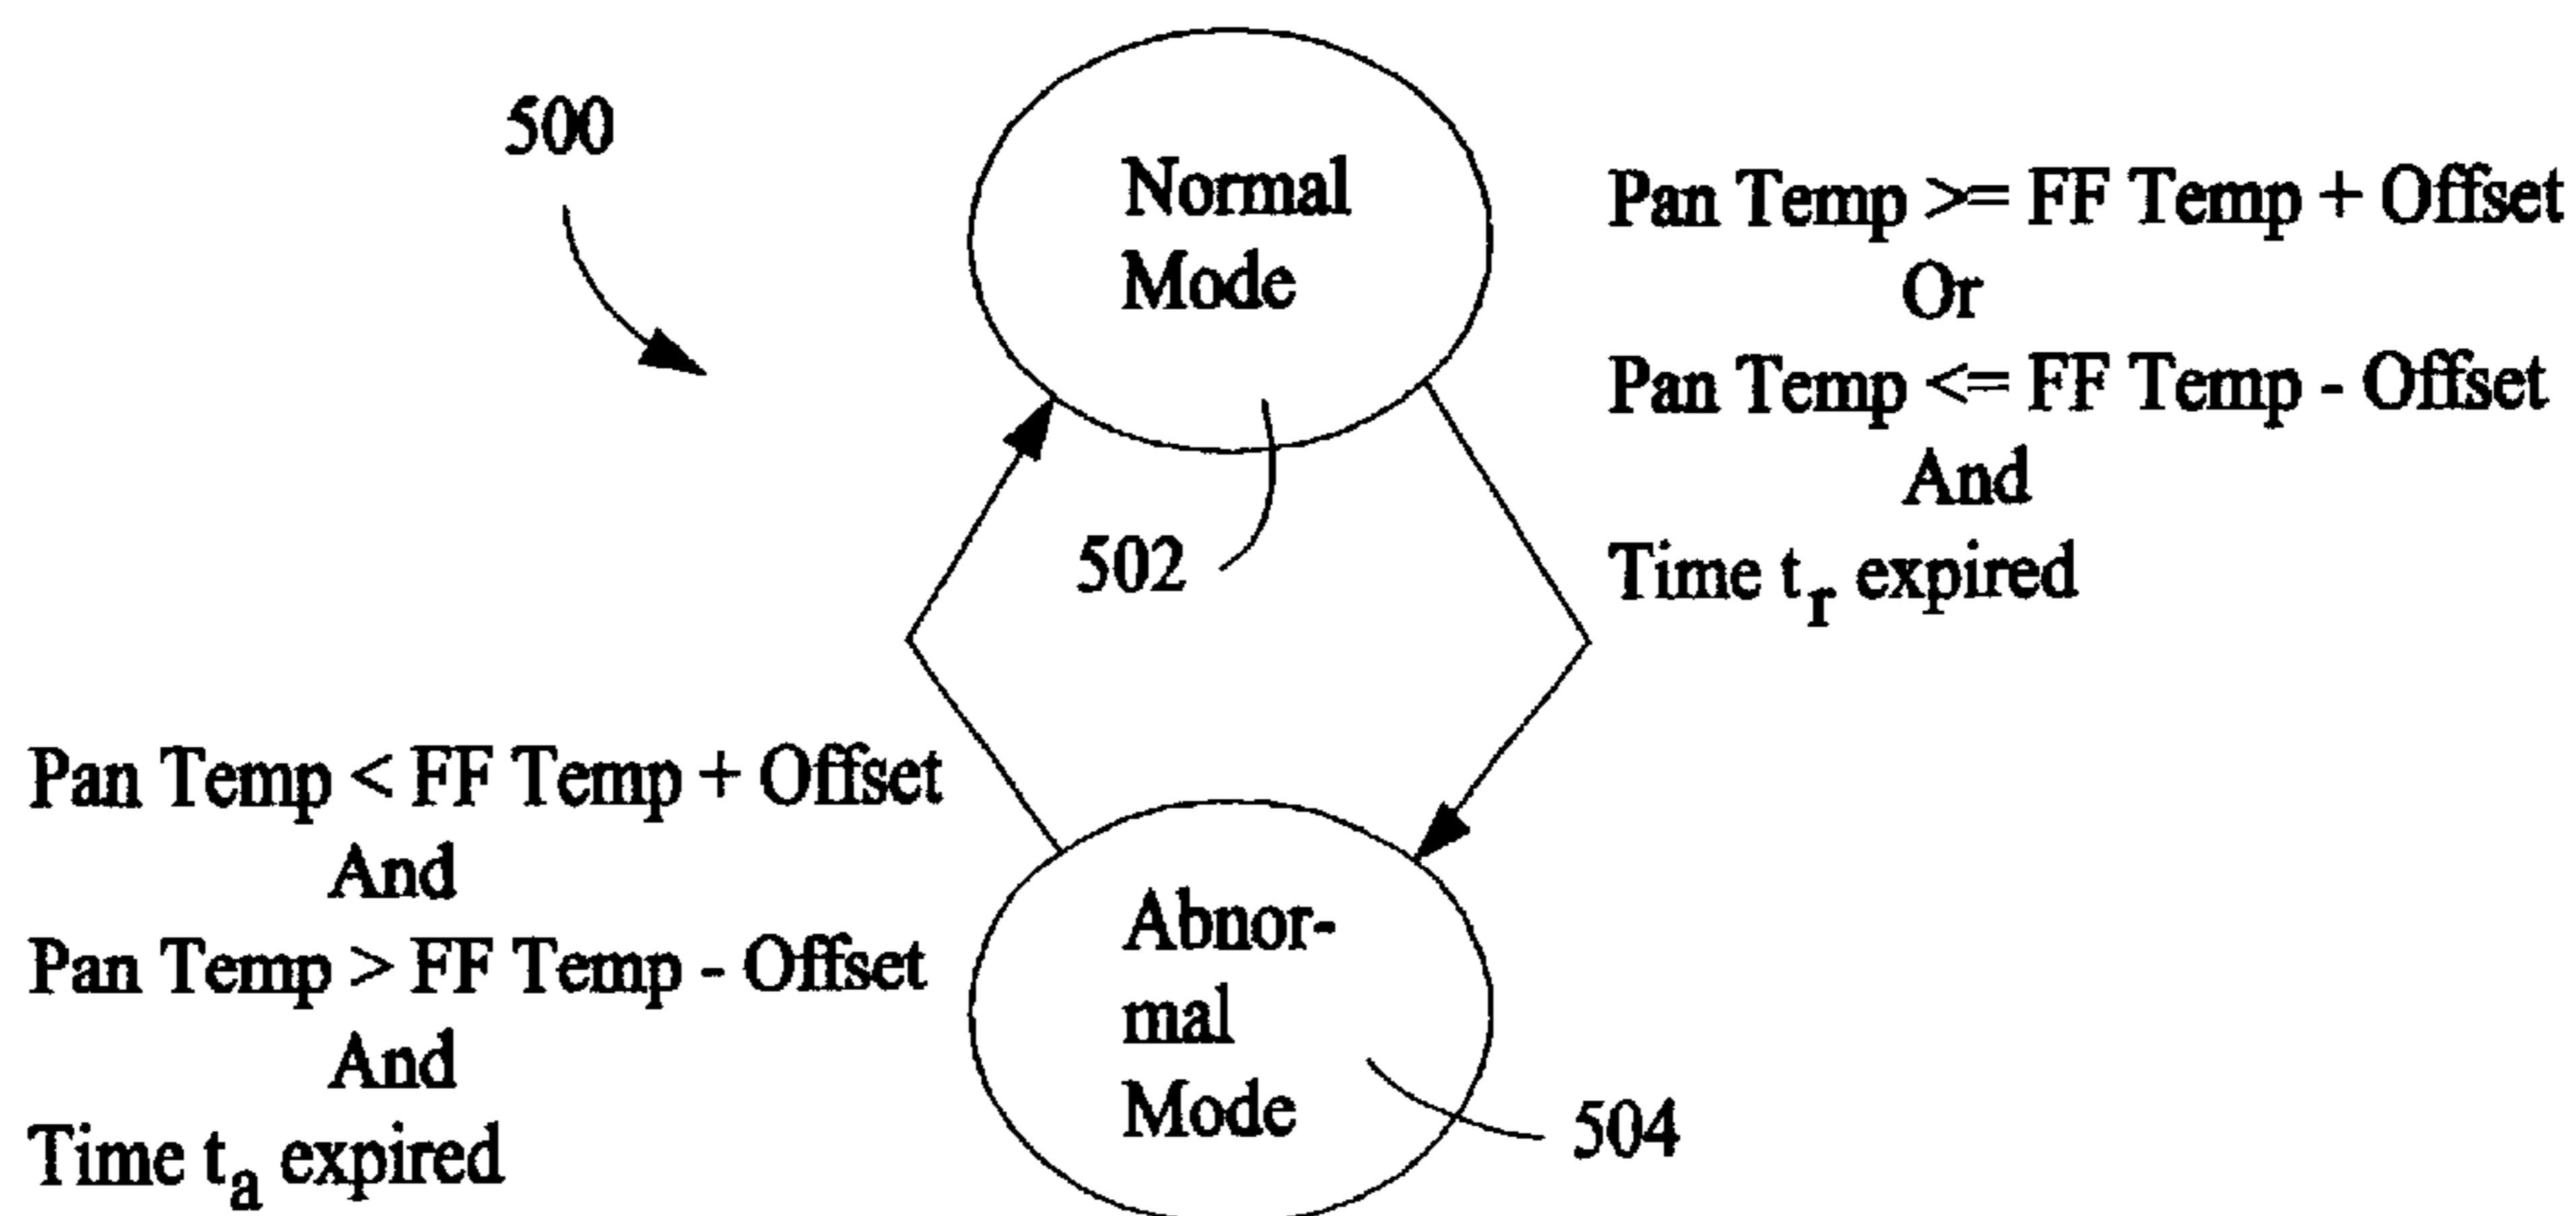 500
Normal
Mode
502
Pan Temp >= FF Temp + Offset
Or
Pan Temp <= FF Temp - Offset
And
Time tr expired
Pan Temp < FF Temp + Offset
And
Pan Temp > FF Temp - Offset
And
Time ta expired
Abnor-
mal
Mode
504